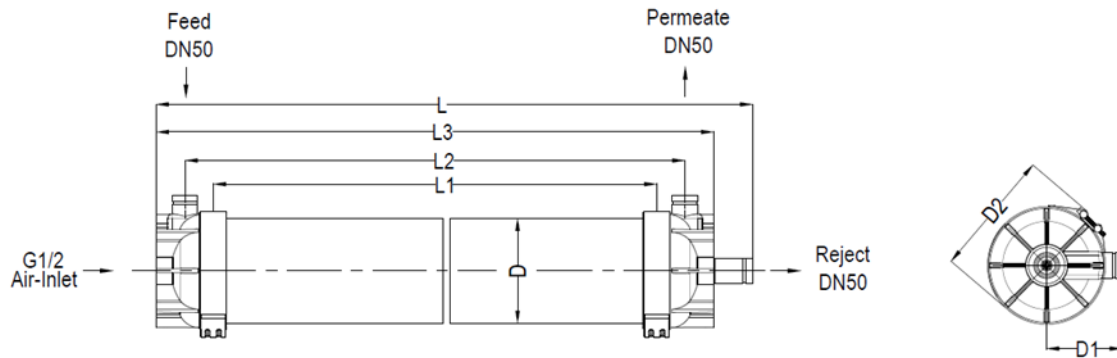 Feed
DN50
Permeate
DN50
L
L3
L2
L1
G1/2
Air-Inlet
D
Reject
DN50
D2
D1